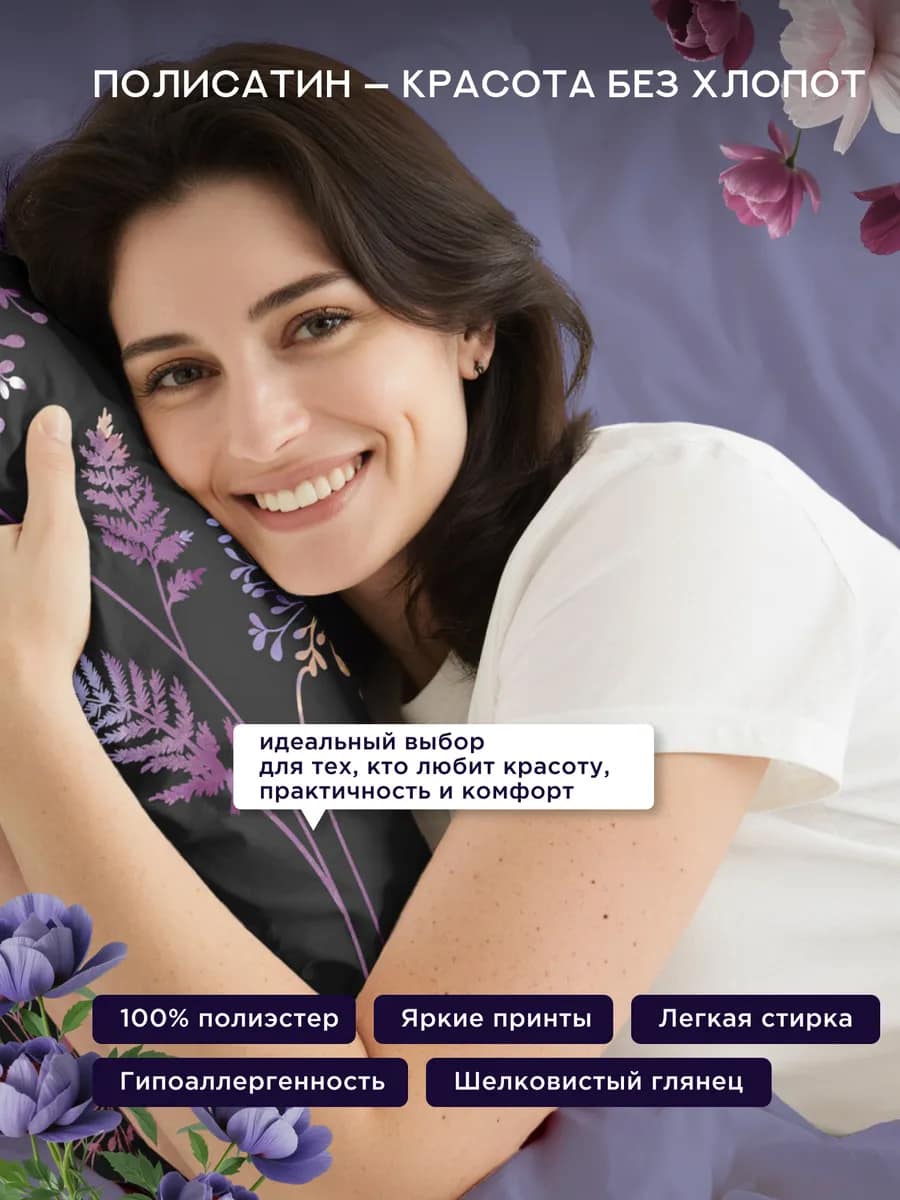 ПОЛИСАТИН – КРАСОТА БЕЗ ХЛОПОТ
идеальный выбор
для тех, кто любит красоту,
практичность и комфорт
100% полиэстер
Яркие принты
Легкая стирка
Гипоаллергенность
Шелковистый глянец